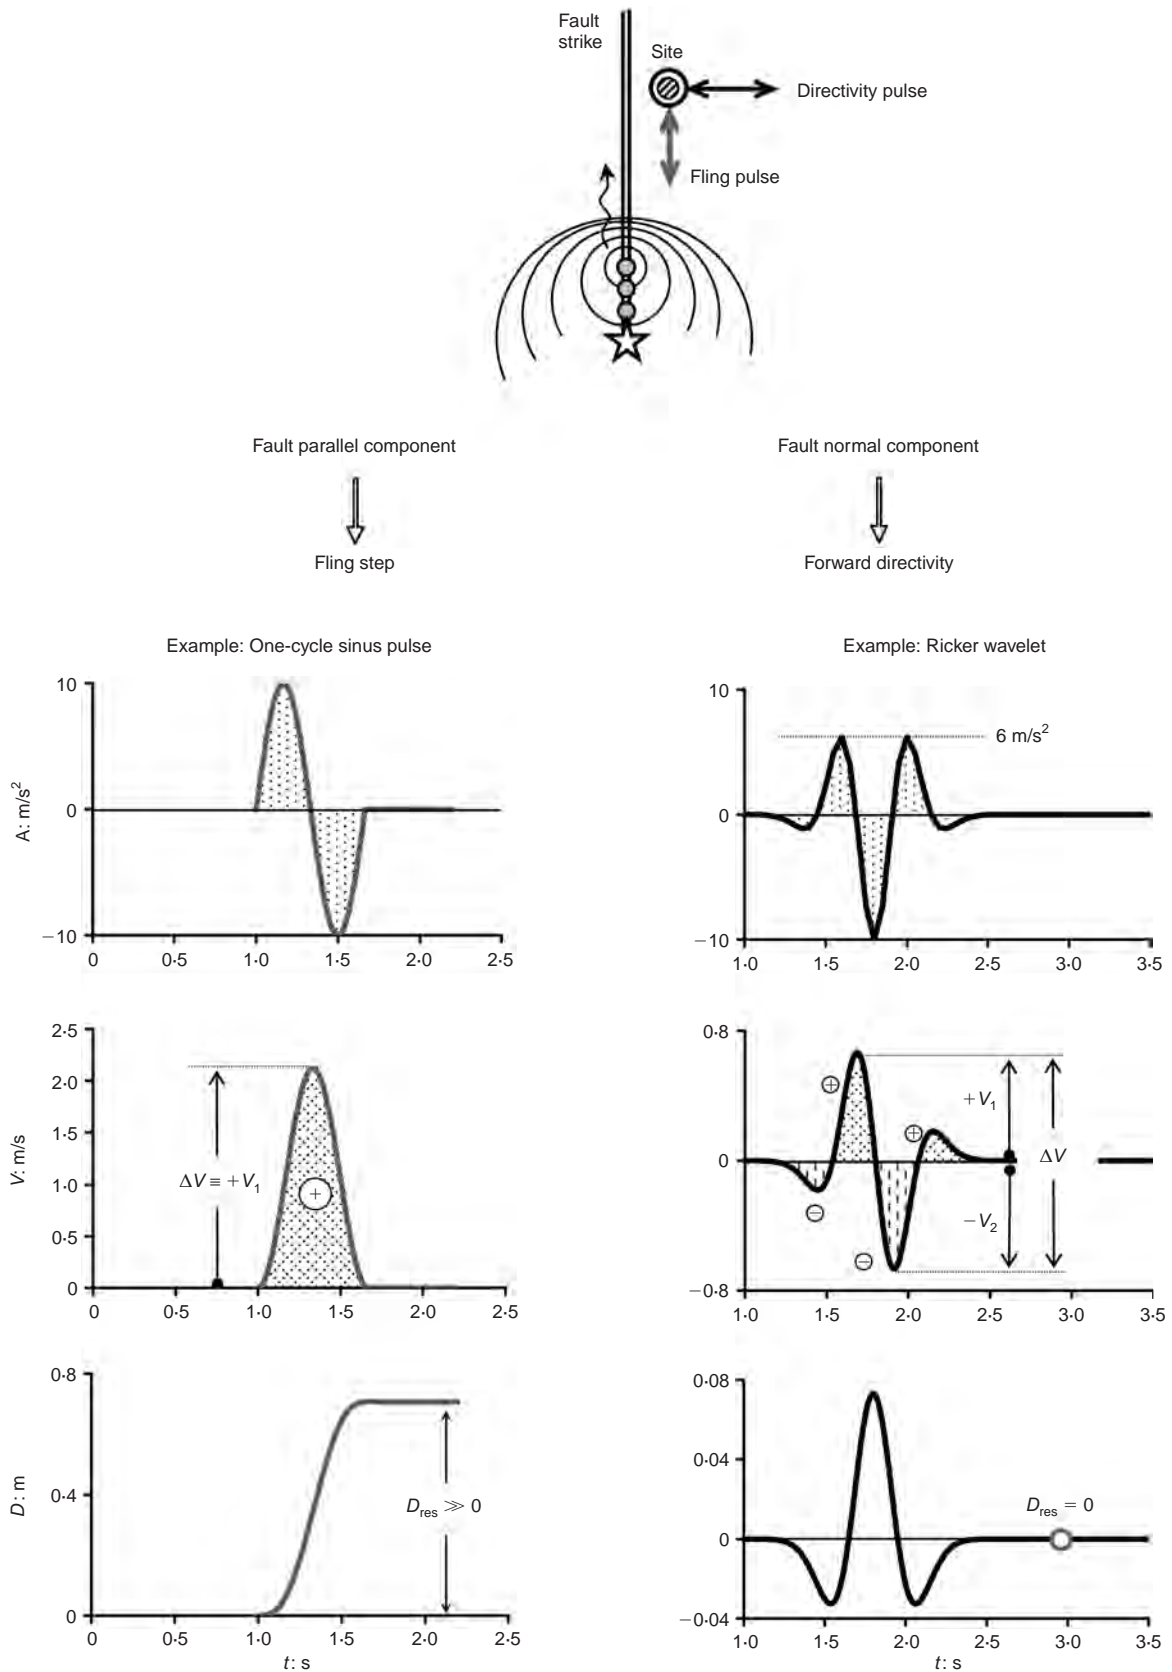 Fault
strike
Site
Directivity pulse
Fling pulse
Fault parallel component
Fault normal component
Fling step
Forward directivity
Example: One-cycle sinus pulse
Example: Ricker wavelet
A: m/s²
10
0
−10
0 0·5 1·0 1·5 2·0 2·5
10
0
−10
6 m/s²
1·0 1·5 2·0 2·5 3·0 3·5
V: m/s
2·5
2·0
1·5
1·0
0·5
0
ΔV ≡ +V₁
+
0 0·5 1·0 1·5 2·0 2·5
0·8
0
−0·8
+
−
−
+
+V₁
ΔV
−V₂
1·0 1·5 2·0 2·5 3·0 3·5
D: m
0·8
0·4
0
D_res ≫ 0
0 0·5 1·0 1·5 2·0 2·5
t: s
0·08
0·04
0
−0·04
D_res = 0
1·0 1·5 2·0 2·5 3·0 3·5
t: s